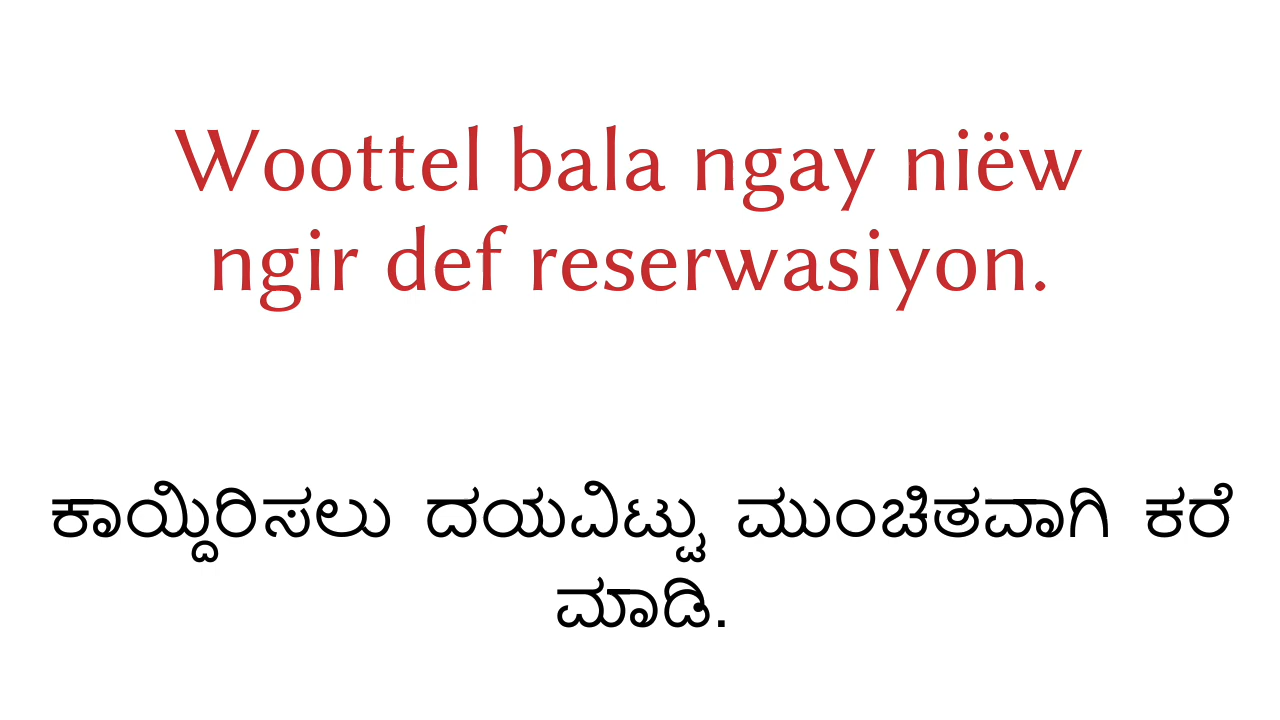 Woottel bala ngay niëw
ngir def reserwasiyon.
ಕಾಯ್ದಿರಿಸಲು ದಯವಿಟ್ಟು ಮುಂಚಿತವಾಗಿ ಕರೆ
ಮಾಡಿ.